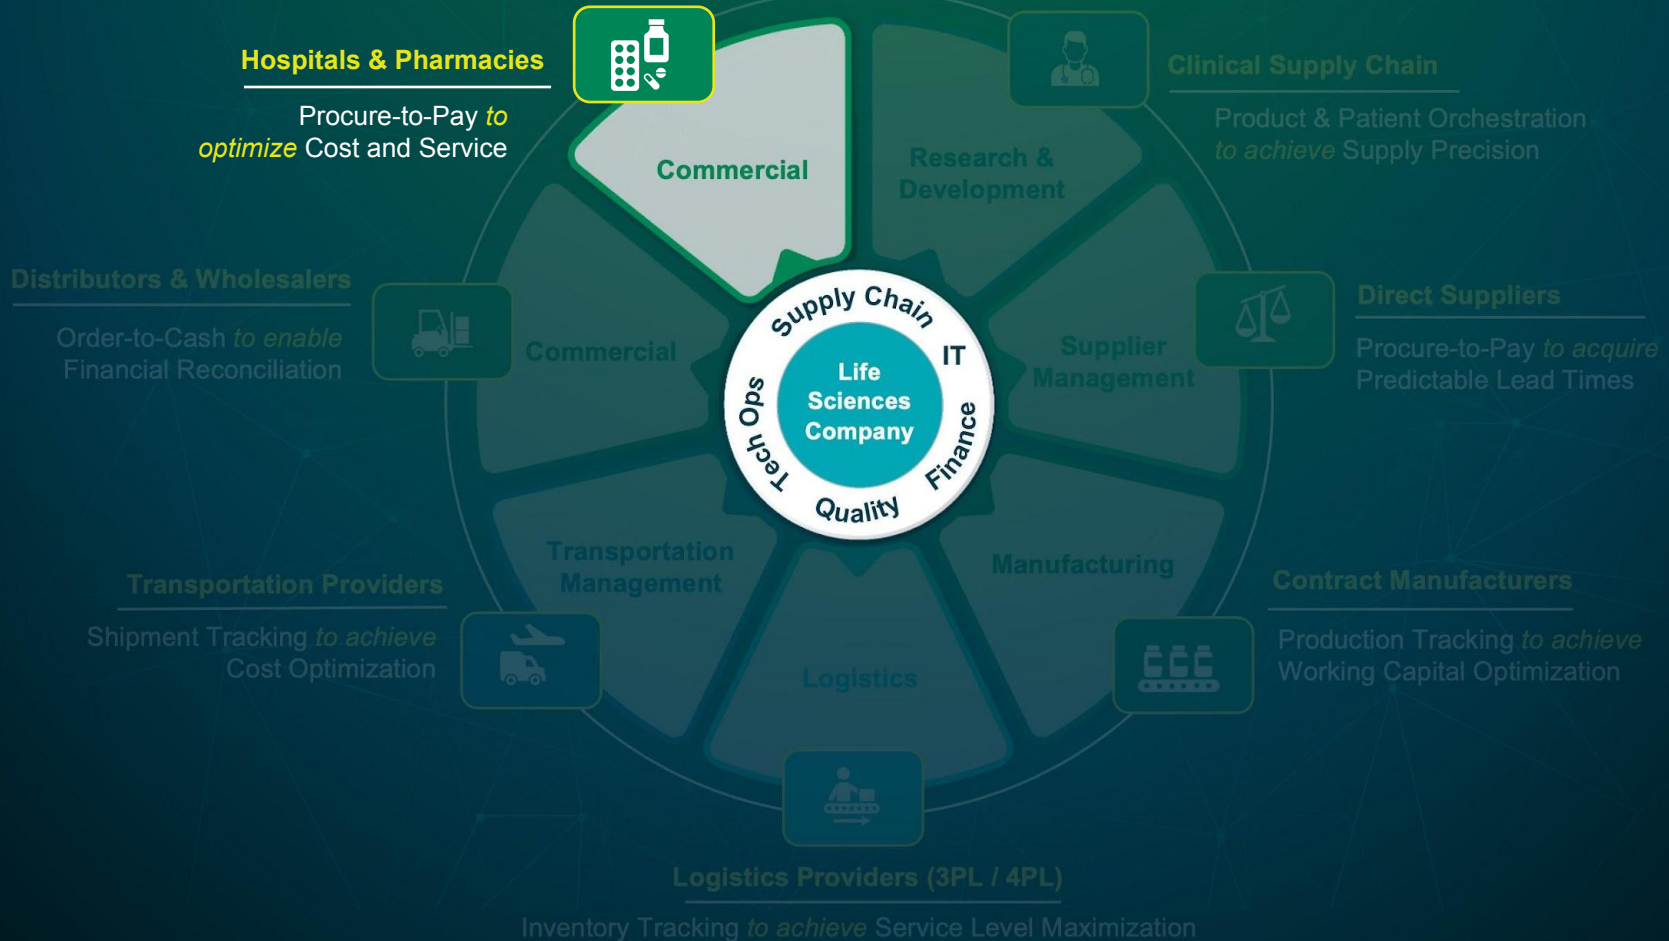 Hospitals & Pharmacies
Procure-to-Pay to
optimize Cost and Service
Commercial
Research &
Development
Clinical Supply Chain
Product & Patient Orchestration
to achieve Supply Precision
Distributors & Wholesalers
Order-to-Cash to enable
Financial Reconciliation
Commercial
Supply Chain
IT
Finance
Quality
Tech Ops
Life
Sciences
Company
Supplier
Management
Direct Suppliers
Procure-to-Pay to acquire
Predictable Lead Times
Transportation
Management
Transportation Providers
Shipment Tracking to achieve
Cost Optimization
Manufacturing
Contract Manufacturers
Production Tracking to achieve
Working Capital Optimization
Logistics
Logistics Providers (3PL / 4PL)
Inventory Tracking to achieve Service Level Maximization